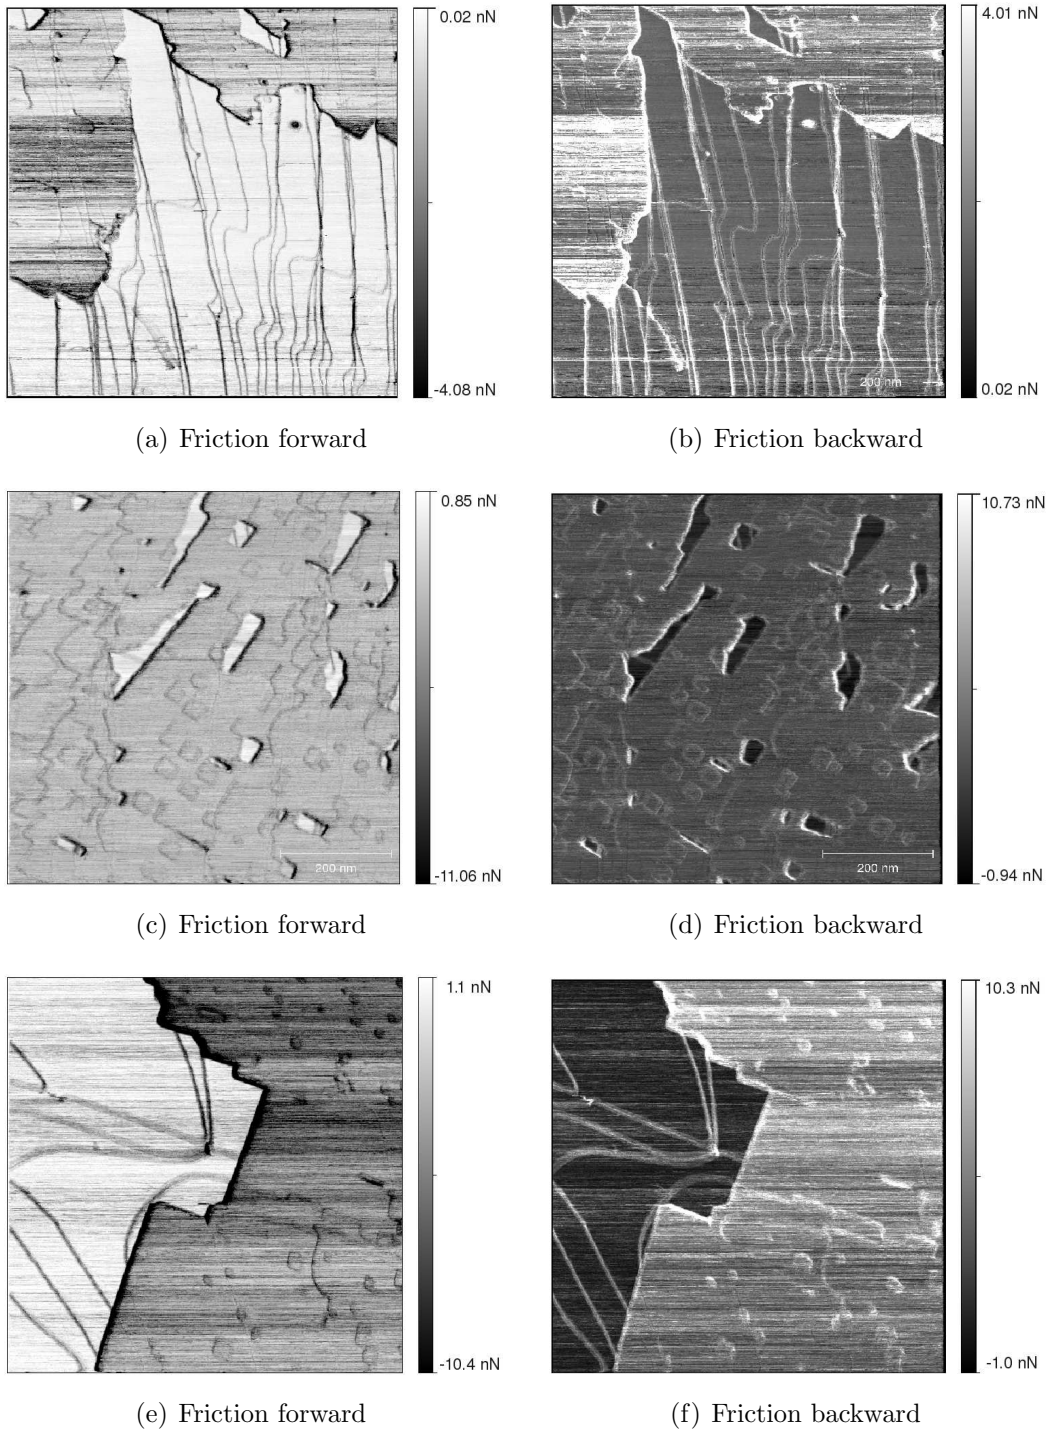 0.02 nN
4.01 nN
-4.08 nN
200 nm
0.02 nN
(a) Friction forward
(b) Friction backward
0.85 nN
10.73 nN
200 nm
-11.06 nN
200 nm
-0.94 nN
(c) Friction forward
(d) Friction backward
1.1 nN
10.3 nN
-10.4 nN
-1.0 nN
(e) Friction forward
(f) Friction backward